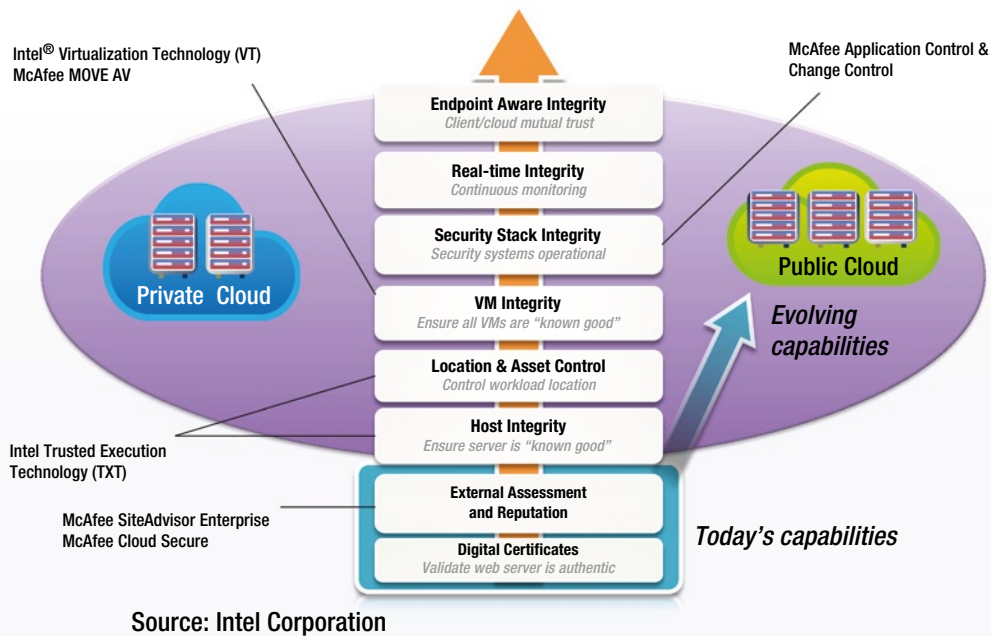 Intel® Virtualization Technology (VT)
McAfee MOVE AV
McAfee Application Control &
Change Control
Endpoint Aware Integrity
Client/cloud mutual trust
Real-time Integrity
Continuous monitoring
Security Stack Integrity
Security systems operational
Private Cloud
Public Cloud
VM Integrity
Ensure all VMs are “known good”
Evolving
capabilities
Location & Asset Control
Control workload location
Host Integrity
Ensure server is “known good”
Intel Trusted Execution
Technology (TXT)
External Assessment
and Reputation
McAfee SiteAdvisor Enterprise
McAfee Cloud Secure
Today’s capabilities
Digital Certificates
Validate web server is authentic
Source: Intel Corporation